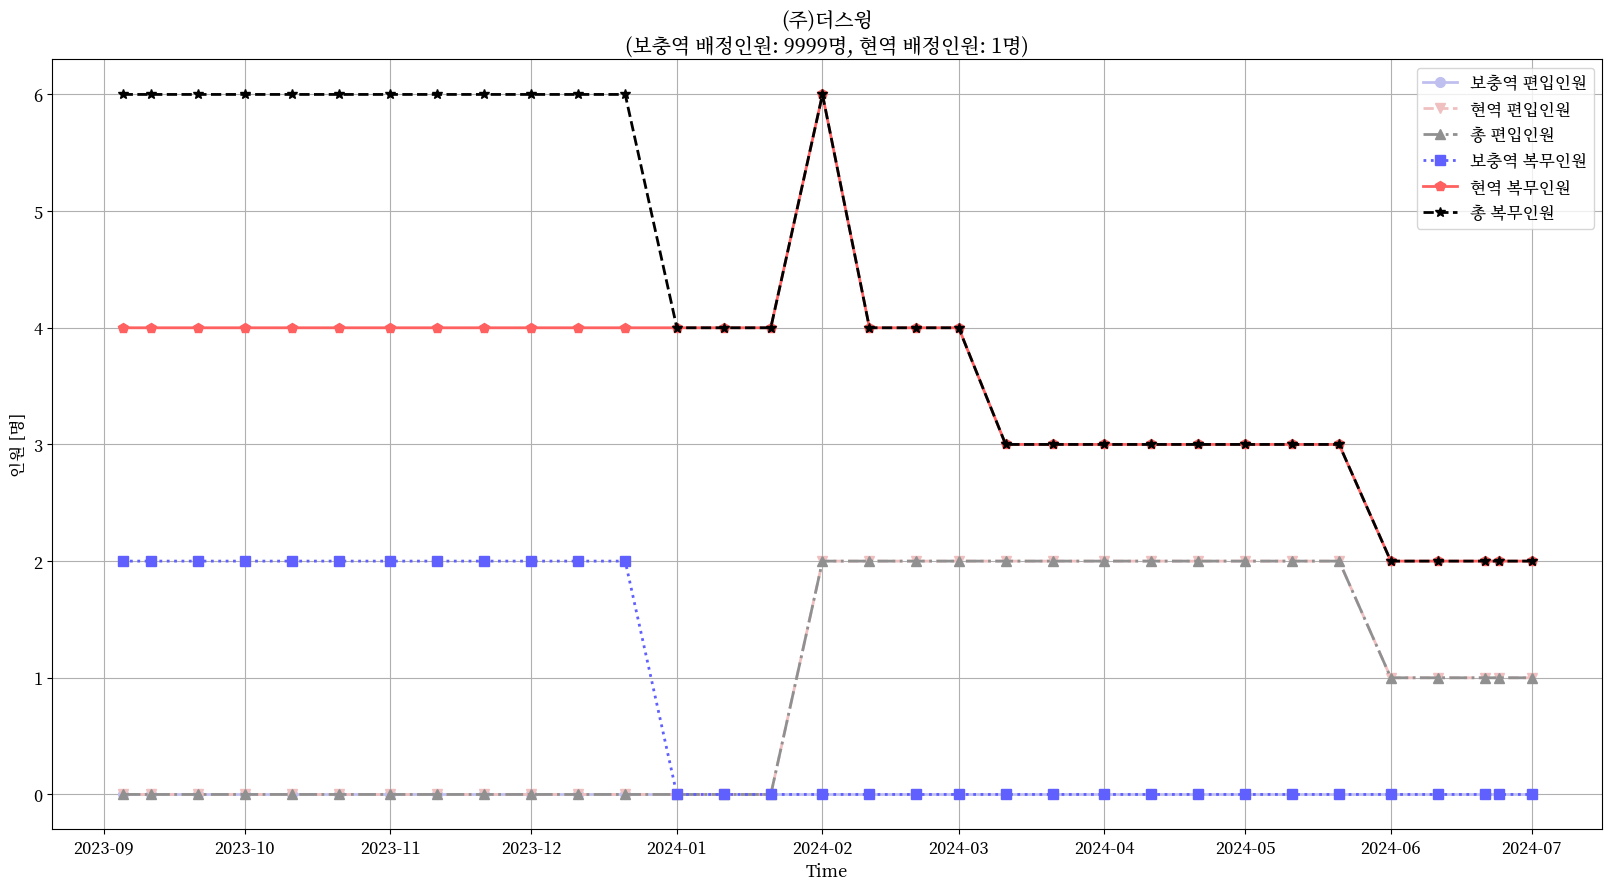 (주)더스윙
(보충역 배정인원: 9999명, 현역 배정인원: 1명)
보충역 편입인원
현역 편입인원
총 편입인원
보충역 복무인원
현역 복무인원
총 복무인원
인원 [명]
6
5
4
3
2
1
0
2023-09 2023-10 2023-11 2023-12 2024-01 2024-02 2024-03 2024-04 2024-05 2024-06 2024-07
Time